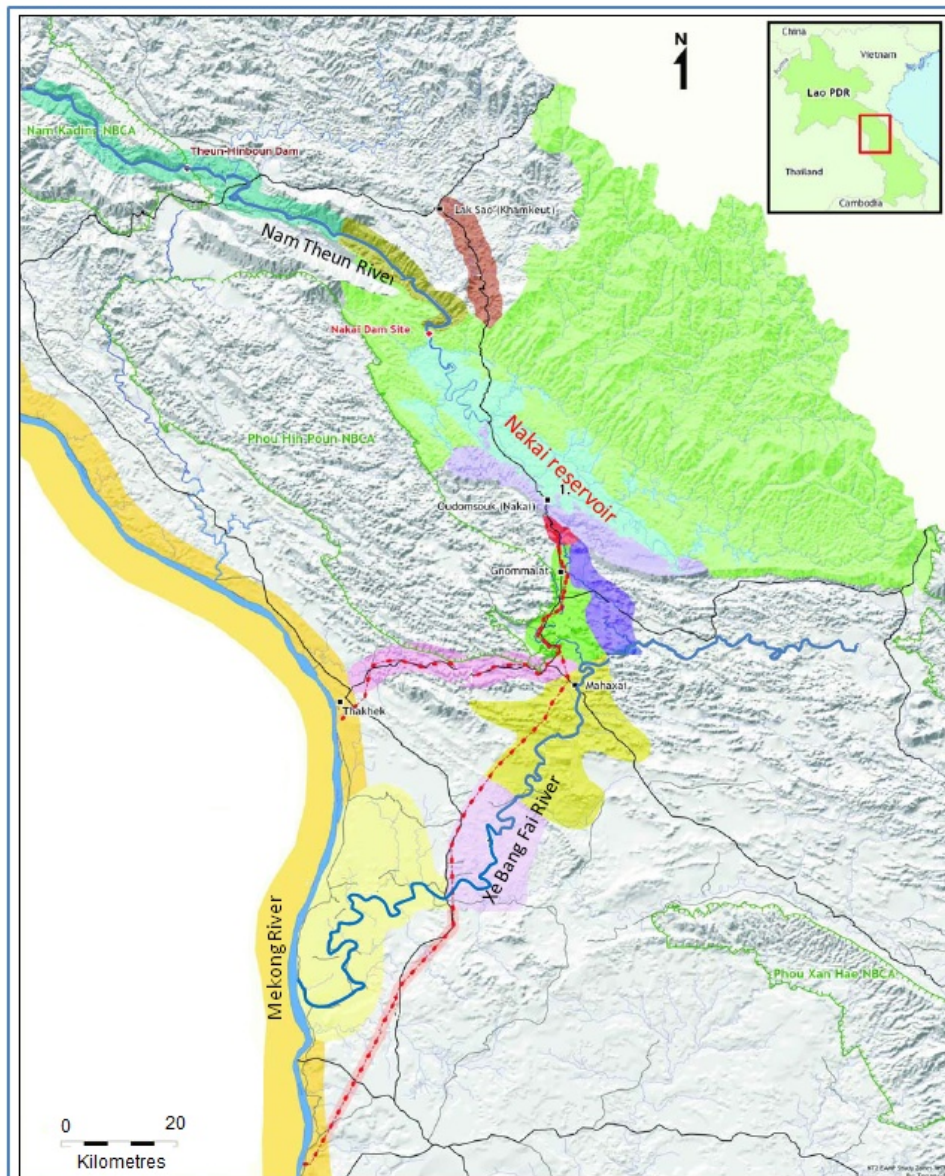 N
China
Vietnam
Lao PDR
Thailand
Cambodia
Nam Kading NBCA
Theun-Hinboun Dam
Lak Sao (Khamkeut)
Nam Theun River
Nakai Dam Site
Phou Hin Poun NBCA
Nakai reservoir
1.
Oudomsouk (Nakai)
Gnommalat
Mahaxai
Thakhek
Xe Bang Fai River
Mekong River
Phou Xan Hae NBCA
0 20
Kilometres